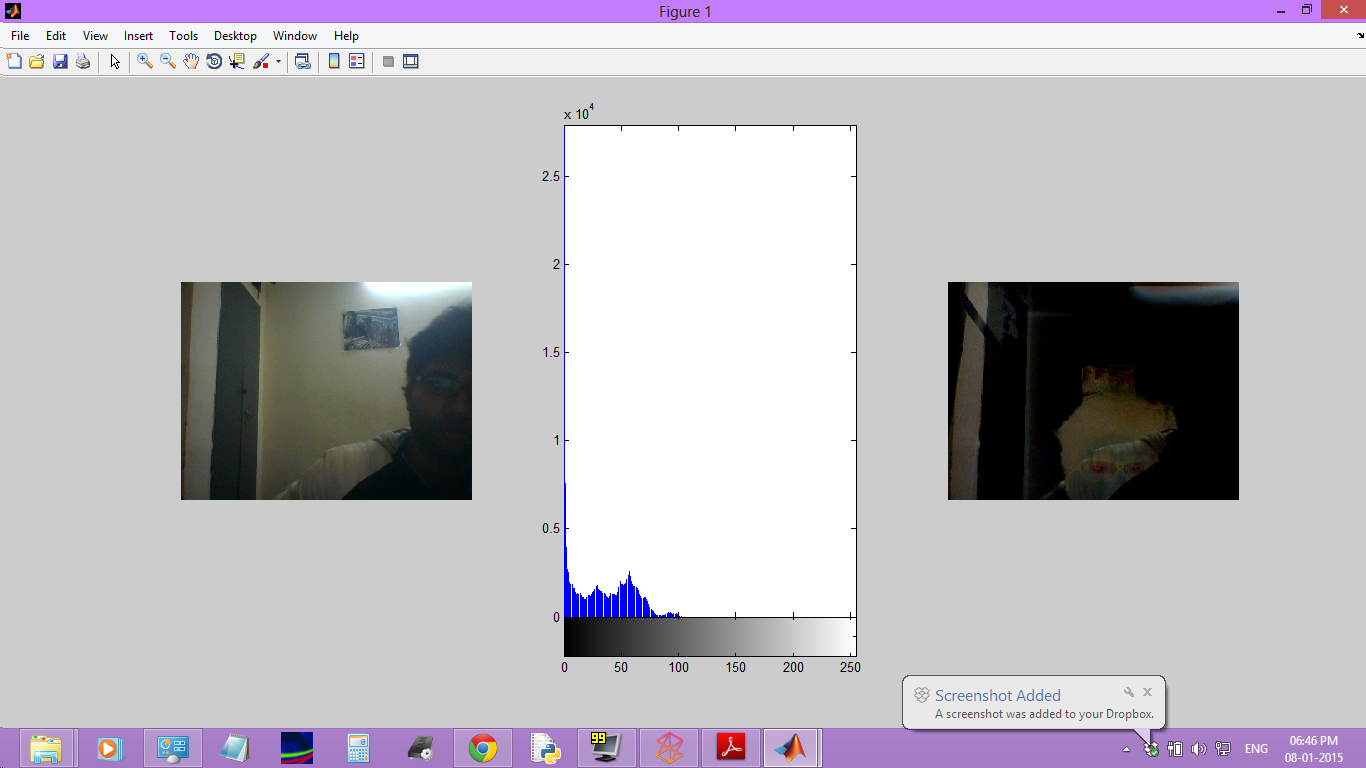 Figure 1
File Edit View Insert Tools Desktop Window Help
x 10^4
2.5
2
1.5
1
0.5
0
0 50 100 150 200 250
Screenshot Added
A screenshot was added to your Dropbox.
99
ENG
06:46 PM
08-01-2015